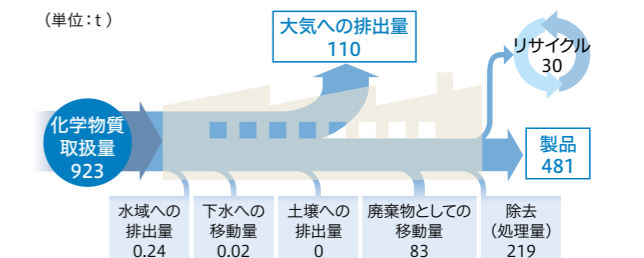 (単位:t)
大気への排出量
110
リサイクル
30
化学物質
取扱量
923
製品
481
水域への
排出量
0.24
下水への
移動量
0.02
土壌への
排出量
0
廃棄物としての
移動量
83
除去
(処理量)
219